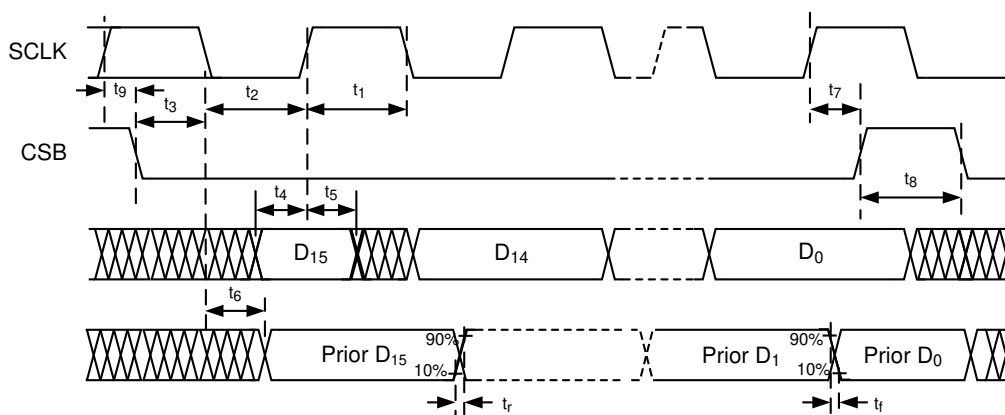 SCLK
t9 t3 t2 t1 t7
CSB
t4 t5 t8
D15 D14 D0
t6
Prior D15 90% 10% Prior D1 90% 10% Prior D0
tr tf